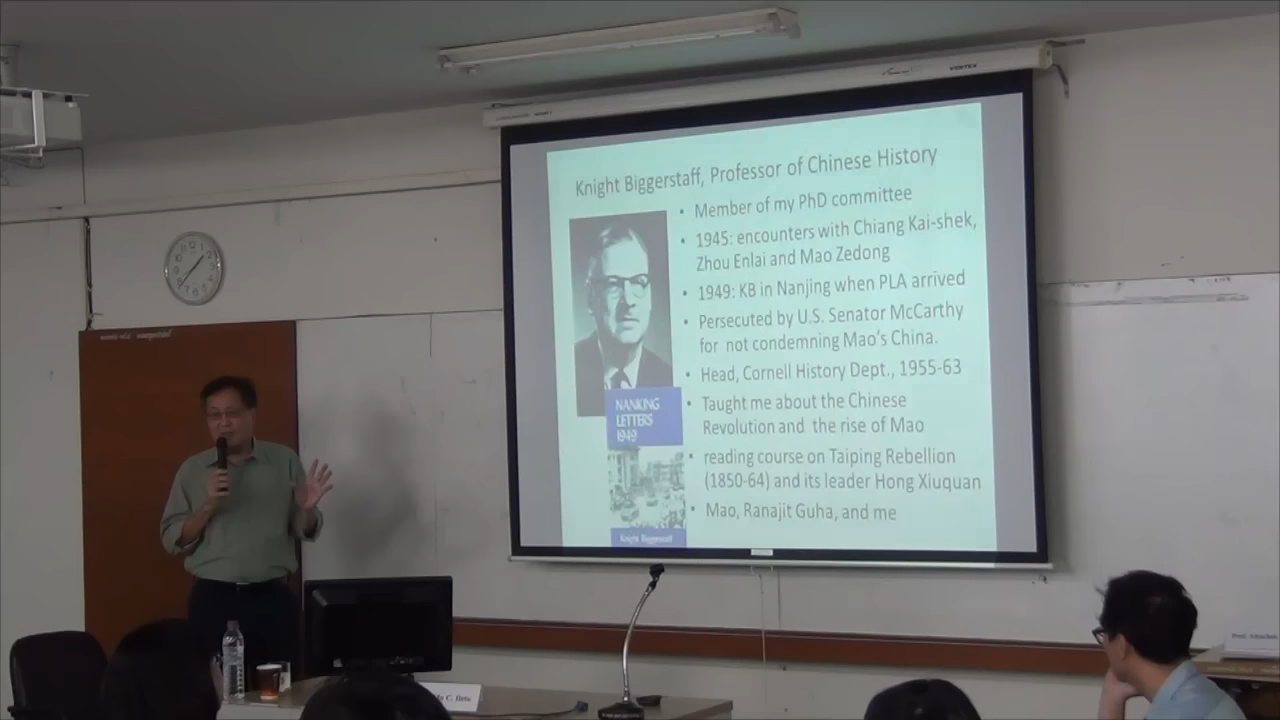 VERTEX
Knight Biggerstaff, Professor of Chinese History
• Member of my PhD committee
• 1945: encounters with Chiang Kai-shek,
Zhou Enlai and Mao Zedong
• 1949: KB in Nanjing when PLA arrived
• Persecuted by U.S. Senator McCarthy
for not condemning Mao's China.
• Head, Cornell History Dept., 1955-63
• Taught me about the Chinese
Revolution and the rise of Mao
• reading course on Taiping Rebellion
(1850-64) and its leader Hong Xiuquan
• Mao, Ranajit Guha, and me
NANKING
LETTERS
1949
Knight Biggerstaff
C. Hete
Prof.